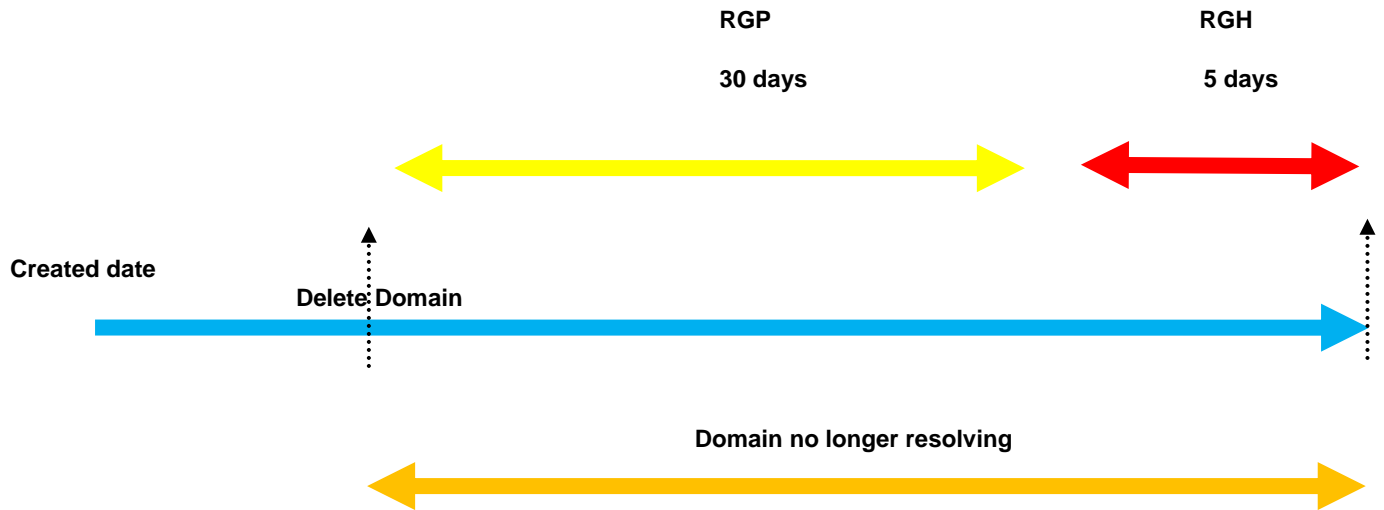 RGP
RGH
30 days
5 days
Created date
Delete Domain
Domain no longer resolving